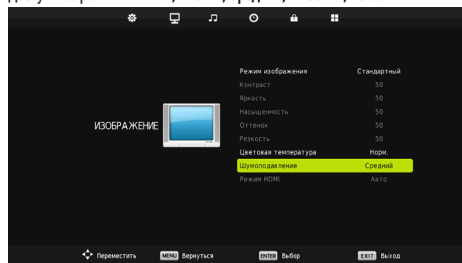 Режим изображения Стандартный
Контраст 50
Яркость 50
Насыщенность 50
ИЗОБРАЖЕНИЕ
Оттенок 50
Резкость 50
Цветовая температура Норм.
Шумоподавление Средний
Режим HDMI Авто
Переместить MENU Вернуться ENTER Выбор EXIT Выход